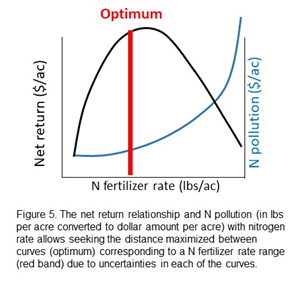 Optimum
Net return ($/ac)
N pollution ($/ac)
N fertilizer rate (lbs/ac)
Figure 5. The net return relationship and N pollution (in lbs
per acre converted to dollar amount per acre) with nitrogen
rate allows seeking the distance maximized between
curves (optimum) corresponding to a N fertilizer rate range
(red band) due to uncertainties in each of the curves.